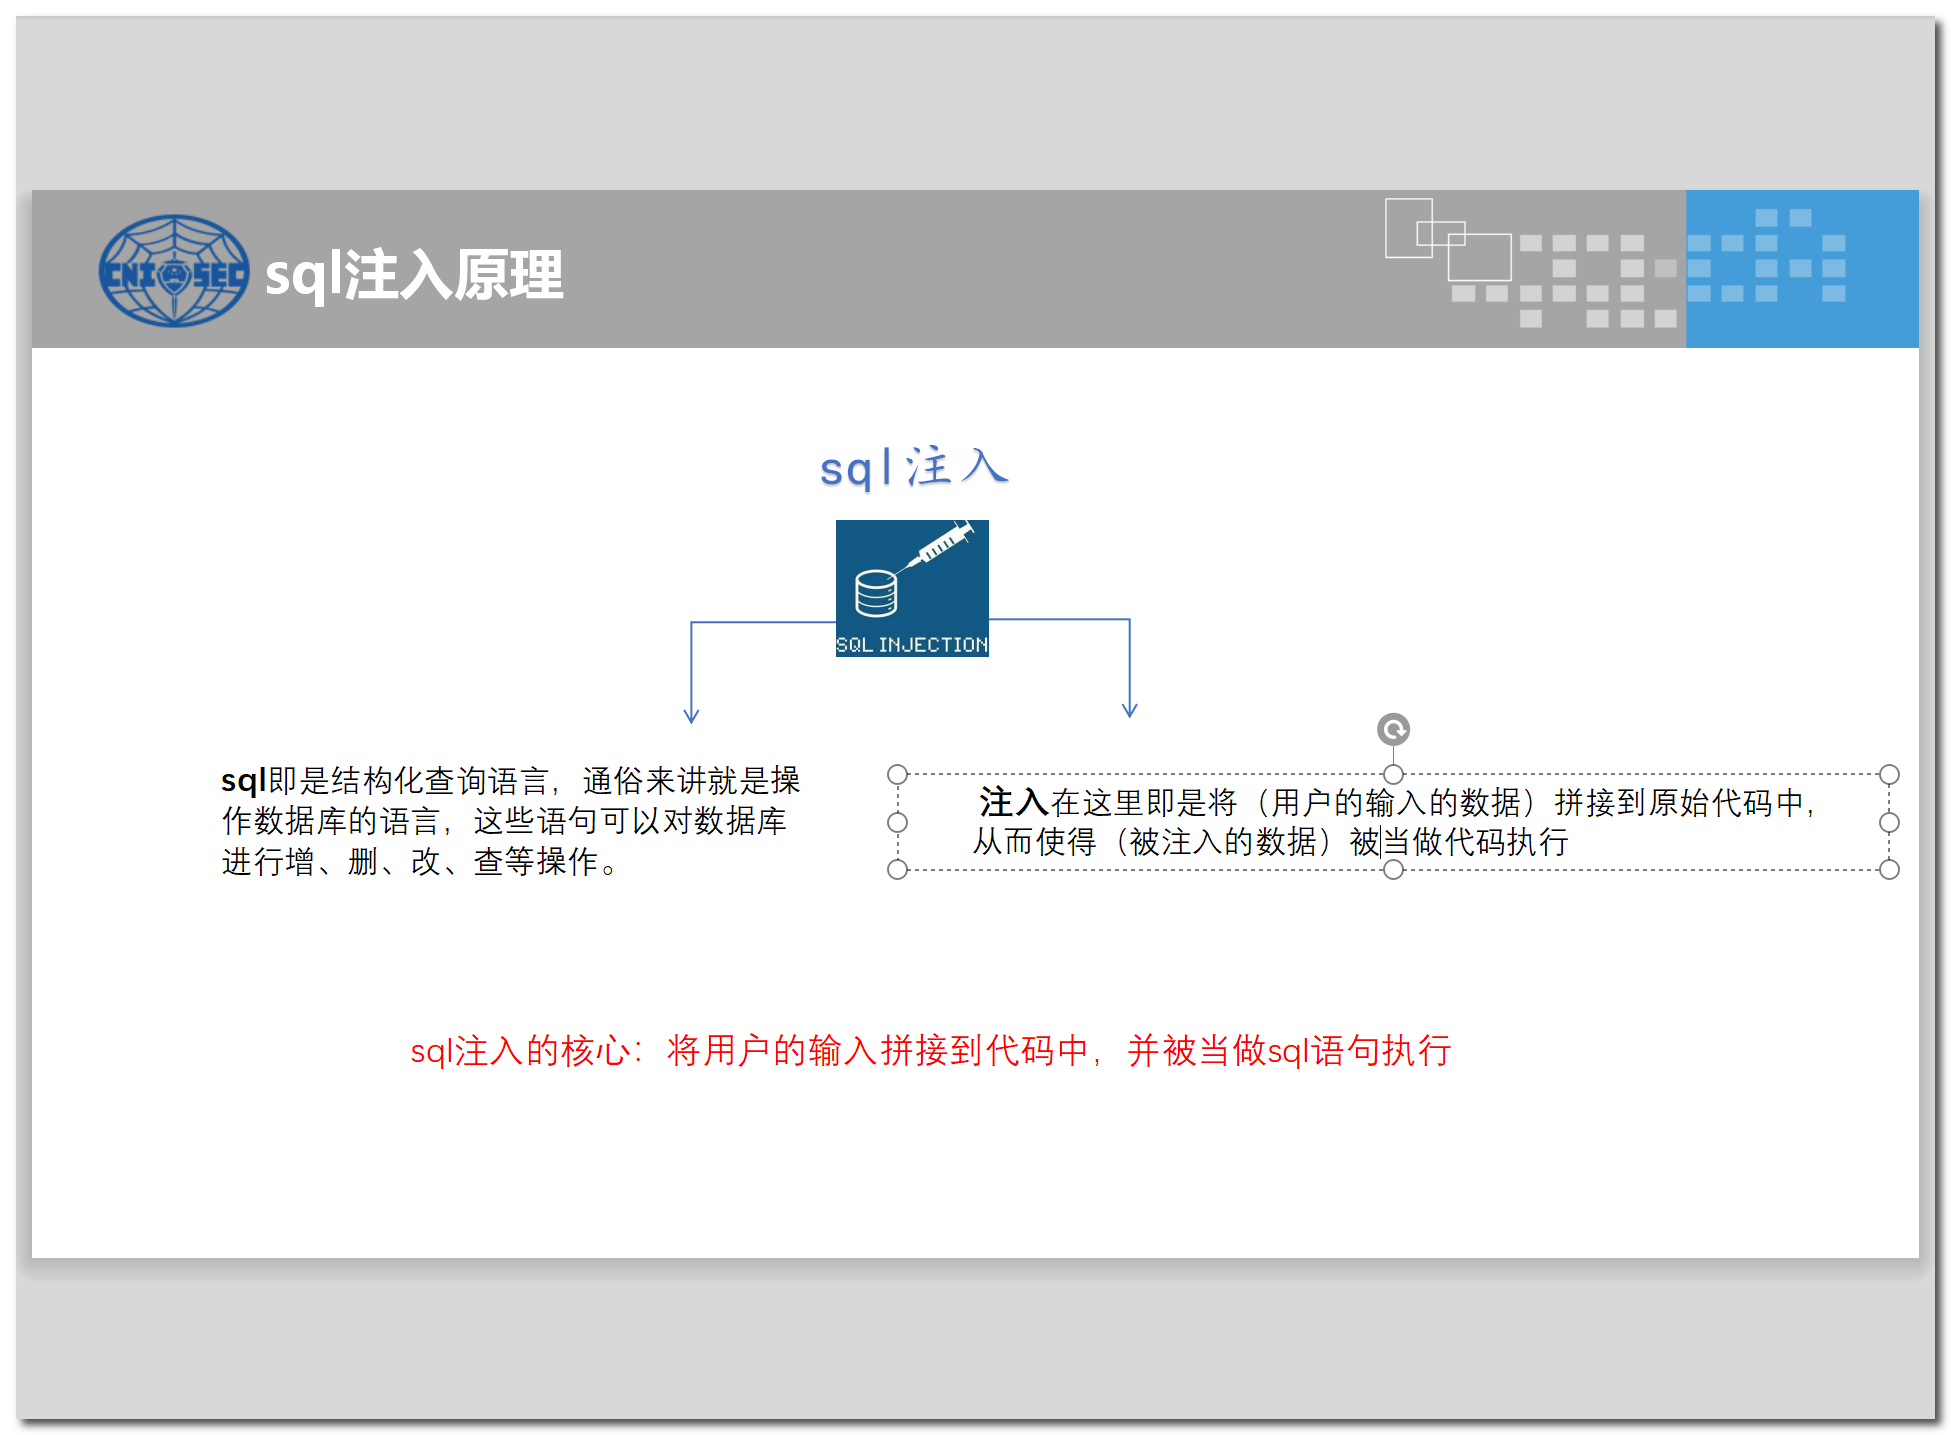 CNI SEC
sql注入原理
sql注入
SQL INJECTION
sql即是结构化查询语言，通俗来讲就是操
作数据库的语言，这些语句可以对数据库
进行增、删、改、查等操作。
注入在这里即是将（用户的输入的数据）拼接到原始代码中，
从而使得（被注入的数据）被当做代码执行
sql注入的核心：将用户的输入拼接到代码中，并被当做sql语句执行